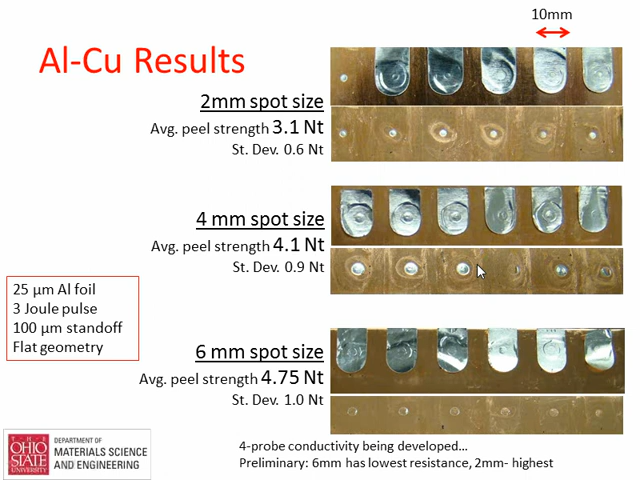 10mm
Al-Cu Results
2mm spot size
Avg. peel strength 3.1 Nt
St. Dev. 0.6 Nt
4 mm spot size
Avg. peel strength 4.1 Nt
St. Dev. 0.9 Nt
25 µm Al foil
3 Joule pulse
100 µm standoff
Flat geometry
6 mm spot size
Avg. peel strength 4.75 Nt
St. Dev. 1.0 Nt
T · H · E
OHIO
STATE
UNIVERSITY
DEPARTMENT OF
MATERIALS SCIENCE
AND ENGINEERING
4-probe conductivity being developed…
Preliminary: 6mm has lowest resistance, 2mm- highest